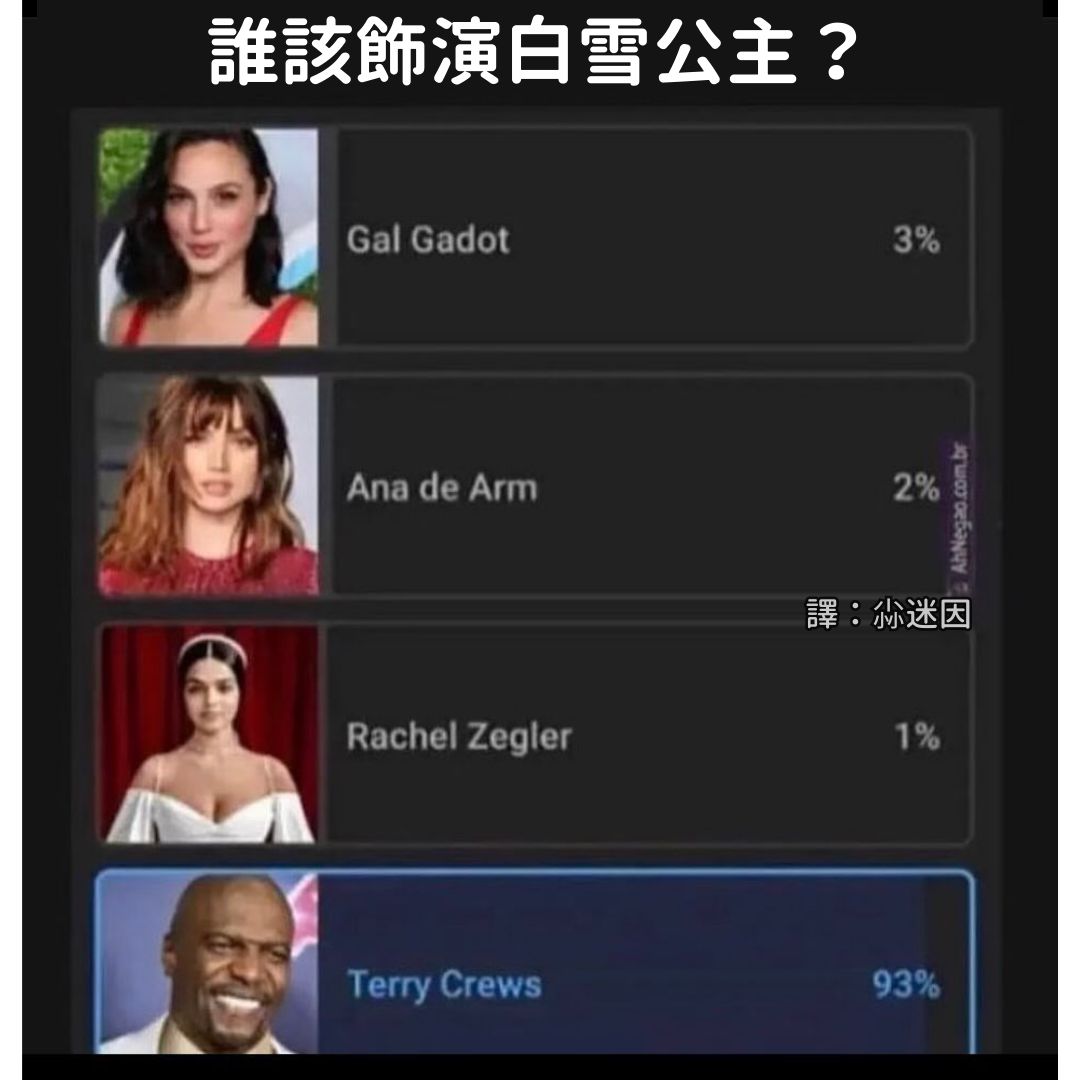 誰該飾演白雪公主？
Gal Gadot 3%
Ana de Arm 2%
© AhNegao.com.br
譯：尛迷因
Rachel Zegler 1%
Terry Crews 93%